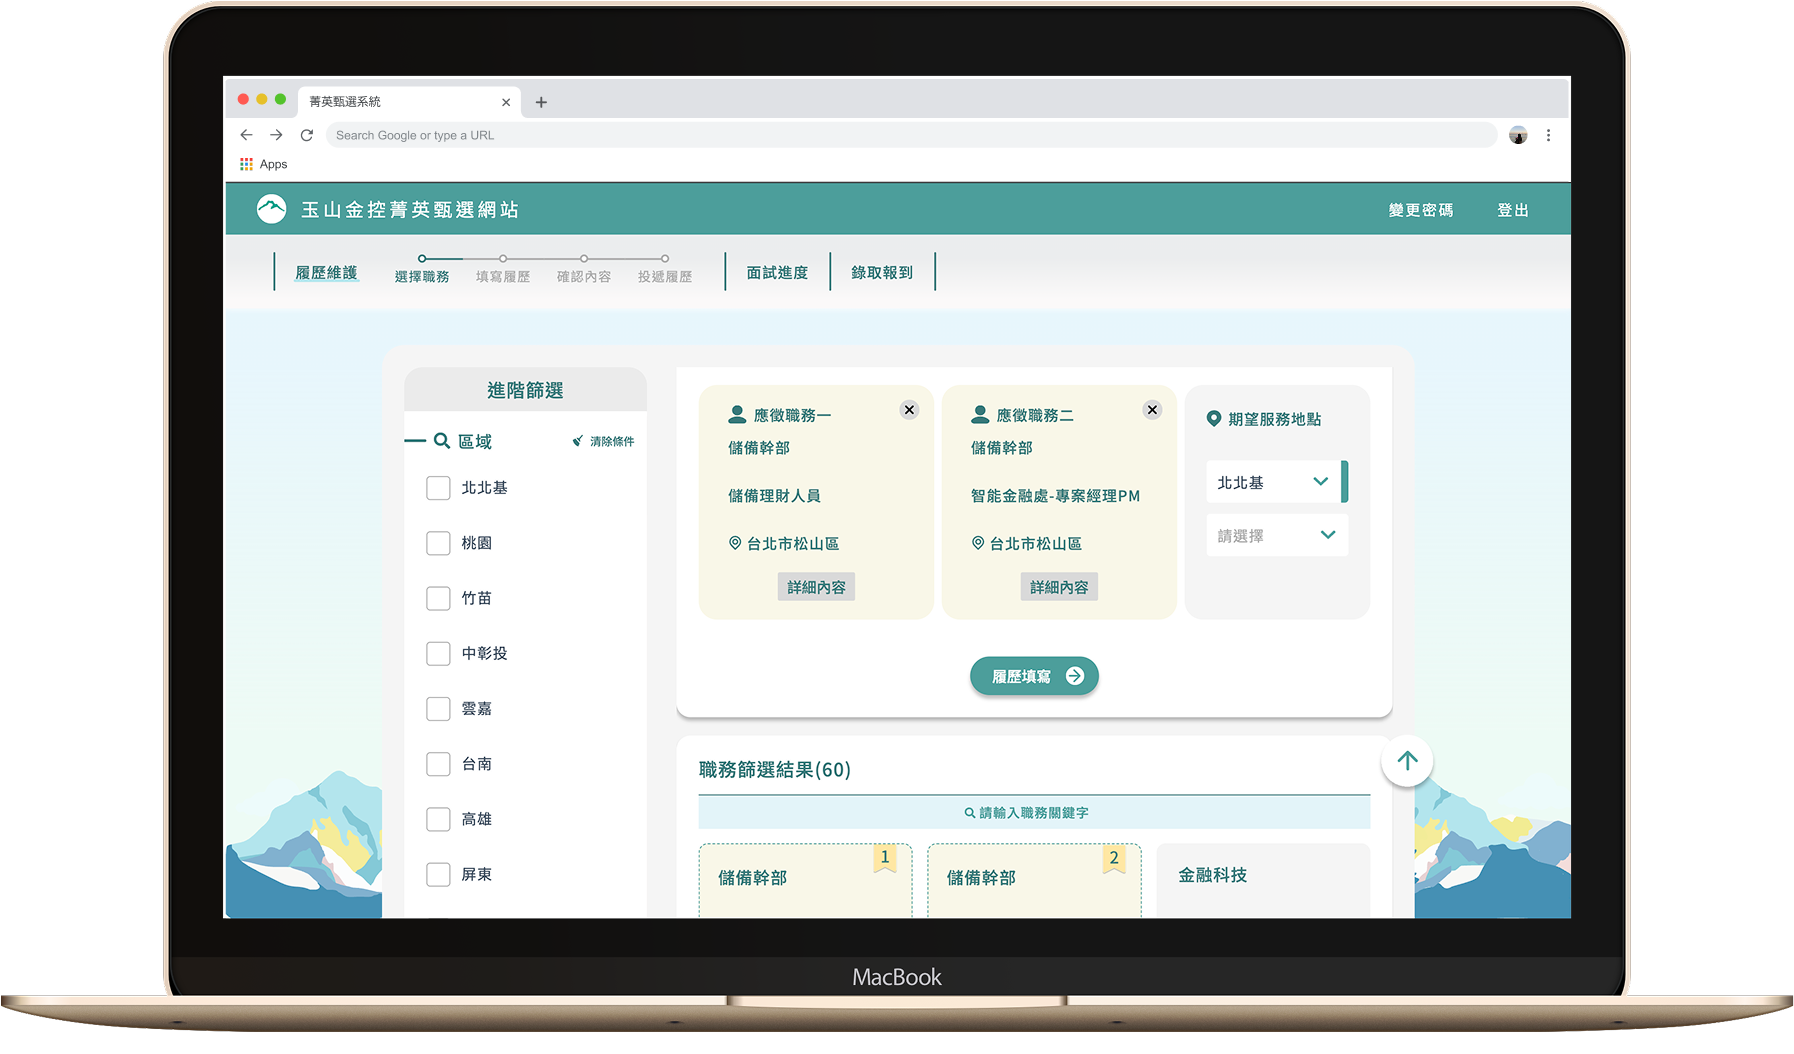 菁英甄選系統
Search Google or type a URL
Apps
玉山金控菁英甄選網站
變更密碼
登出
履歷維護
選擇職務
填寫履歷
確認內容
投遞履歷
面試進度
錄取報到
進階篩選
區域
清除條件
北北基
桃園
竹苗
中彰投
雲嘉
台南
高雄
屏東
應徵職務一
儲備幹部
儲備理財人員
台北市松山區
詳細內容
應徵職務二
儲備幹部
智能金融處-專案經理PM
台北市松山區
詳細內容
期望服務地點
北北基
請選擇
履歷填寫
職務篩選結果(60)
請輸入職務關鍵字
1
儲備幹部
2
儲備幹部
金融科技
MacBook